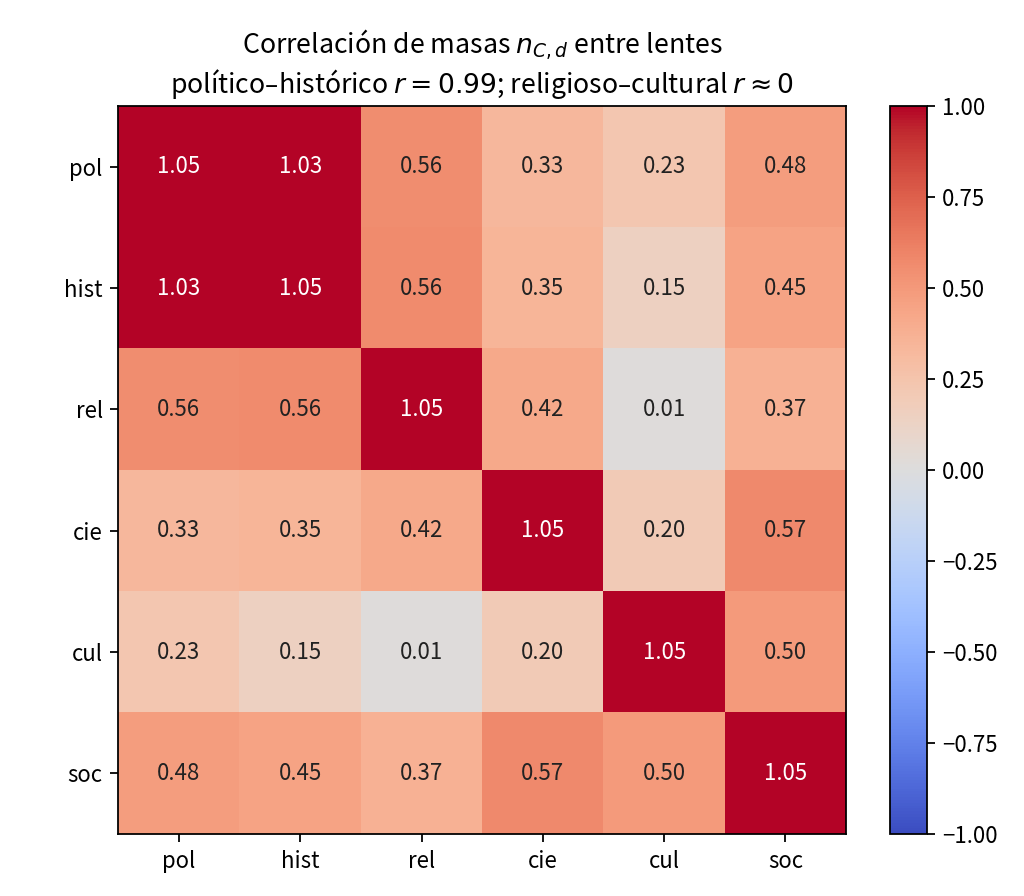 Correlación de masas n_{C, d} entre lentes
político–histórico r = 0.99; religioso–cultural r ≈ 0
pol 1.05 1.03 0.56 0.33 0.23 0.48
hist 1.03 1.05 0.56 0.35 0.15 0.45
rel 0.56 0.56 1.05 0.42 0.01 0.37
cie 0.33 0.35 0.42 1.05 0.20 0.57
cul 0.23 0.15 0.01 0.20 1.05 0.50
soc 0.48 0.45 0.37 0.57 0.50 1.05
pol hist rel cie cul soc
1.00
0.75
0.50
0.25
0.00
−0.25
−0.50
−0.75
−1.00